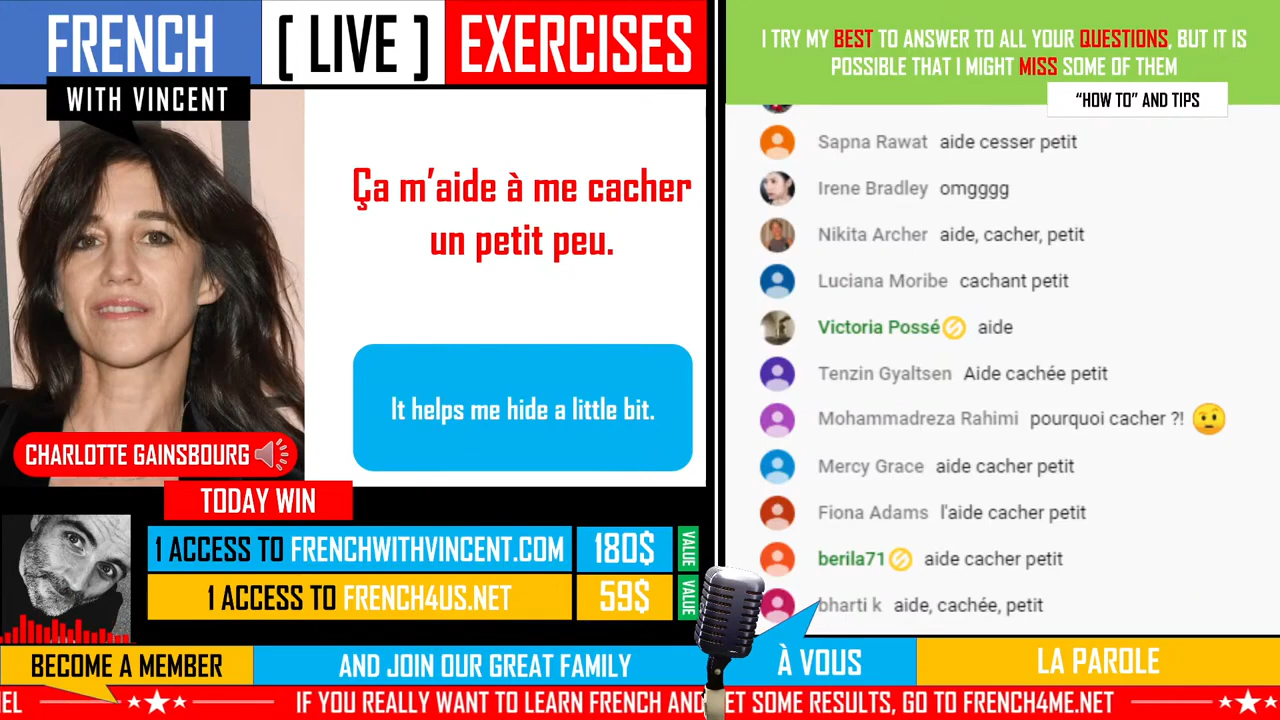 FRENCH [ LIVE ] EXERCISES
WITH VINCENT
Ça m'aide à me cacher
un petit peu.
It helps me hide a little bit.
CHARLOTTE GAINSBOURG
TODAY WIN
1 ACCESS TO FRENCHWITHVINCENT.COM 180$ VALUE
1 ACCESS TO FRENCH4US.NET 59$ VALUE
BECOME A MEMBER AND JOIN OUR GREAT FAMILY
I TRY MY BEST TO ANSWER TO ALL YOUR QUESTIONS, BUT IT IS
POSSIBLE THAT I MIGHT MISS SOME OF THEM
“HOW TO” AND TIPS
Sapna Rawat aide cesser petit
Irene Bradley omgggg
Nikita Archer aide, cacher, petit
Luciana Moribe cachant petit
Victoria Possé aide
Tenzin Gyaltsen Aide cachée petit
Mohammadreza Rahimi pourquoi cacher ?!
Mercy Grace aide cacher petit
Fiona Adams l'aide cacher petit
berila71 aide cacher petit
bharti k aide, cachée, petit
À VOUS LA PAROLE
IF YOU REALLY WANT TO LEARN FRENCH AND ET SOME RESULTS, GO TO FRENCH4ME.NET